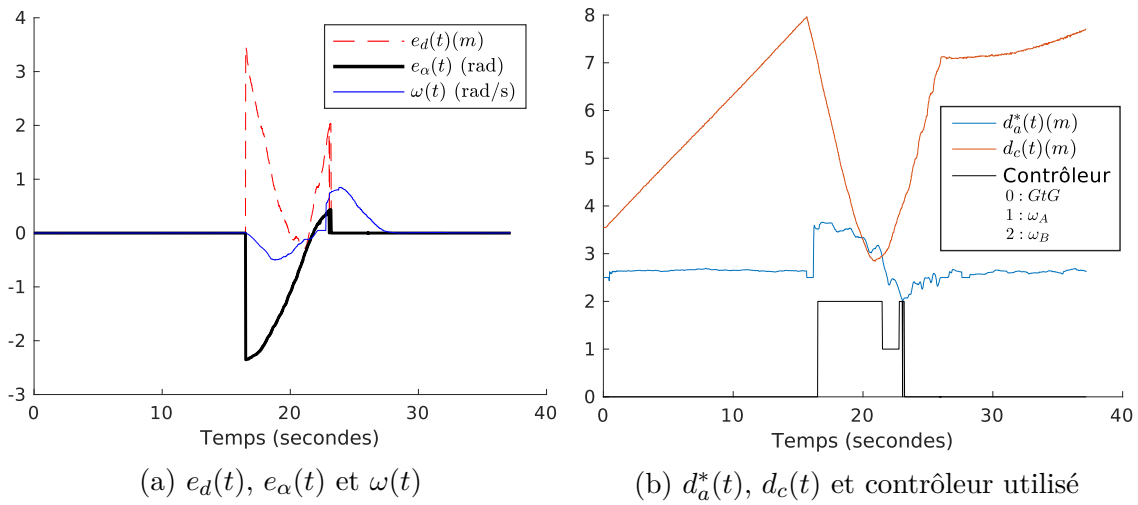 4
3
2
1
0
-1
-2
-3
0 10 20 30 40
Temps (secondes)
e_d(t)(m)
e_α(t) (rad)
ω(t) (rad/s)
(a) e_d(t), e_α(t) et ω(t)
8
7
6
5
4
3
2
1
0
0 10 20 30 40
Temps (secondes)
d_a^*(t)(m)
d_c(t)(m)
Contrôleur
0 : GtG
1 : ω_A
2 : ω_B
(b) d_a^*(t), d_c(t) et contrôleur utilisé